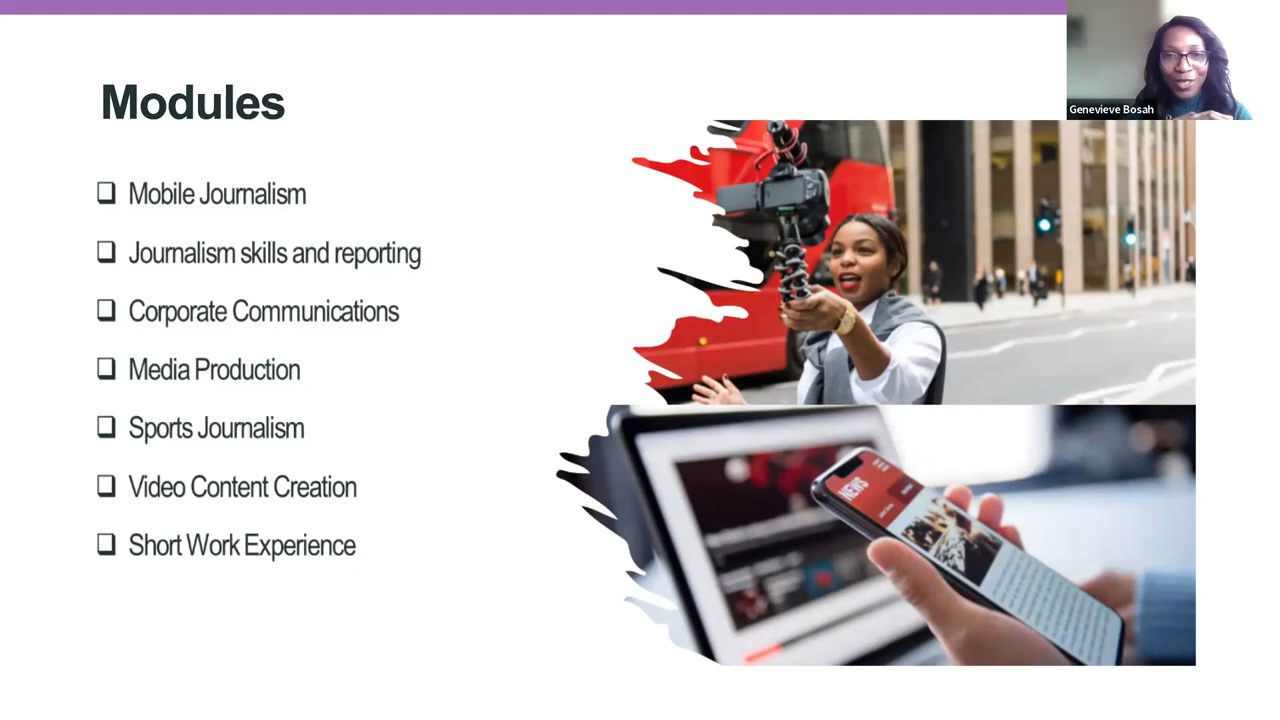 Genevieve Bosah
Modules
Mobile Journalism
Journalism skills and reporting
Corporate Communications
Media Production
Sports Journalism
Video Content Creation
Short Work Experience
NEWS